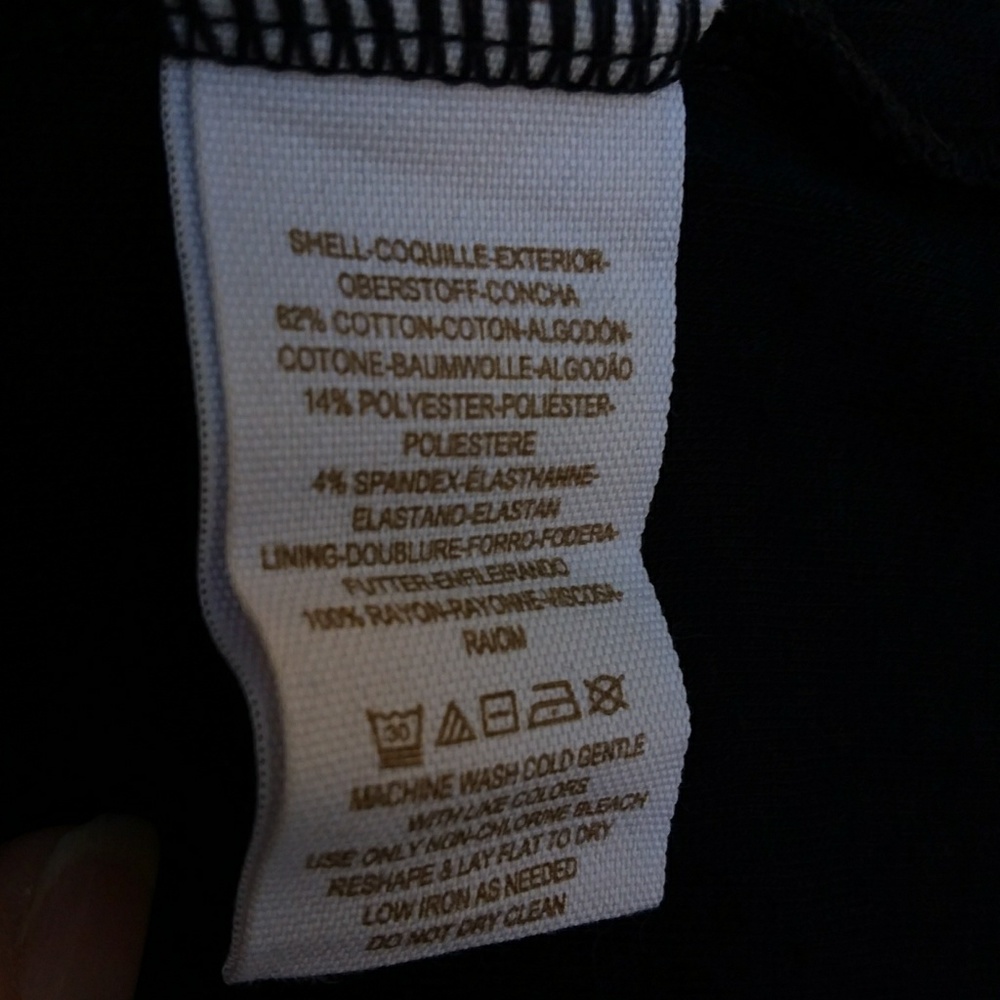 SHELL-COQUILLE-EXTERIOR-
OBERSTOFF-CONCHA
82% COTTON-COTON-ALGODÓN-
COTONE-BAUMWOLLE-ALGODÃO
14% POLYESTER-POLIÉSTER-
POLIESTERE
4% SPANDEX-ÉLASTHANNE-
ELASTANO-ELASTAN
LINING-DOUBLURE-FORRO-FODERA-
FUTTER-ENFILEIRANDO
100% RAYON-RAYONNE-VISCOSA-
RAIOM
30
MACHINE WASH COLD GENTLE
WITH LIKE COLORS
USE ONLY NON-CHLORINE BLEACH
RESHAPE & LAY FLAT TO DRY
LOW IRON AS NEEDED
DO NOT DRY CLEAN